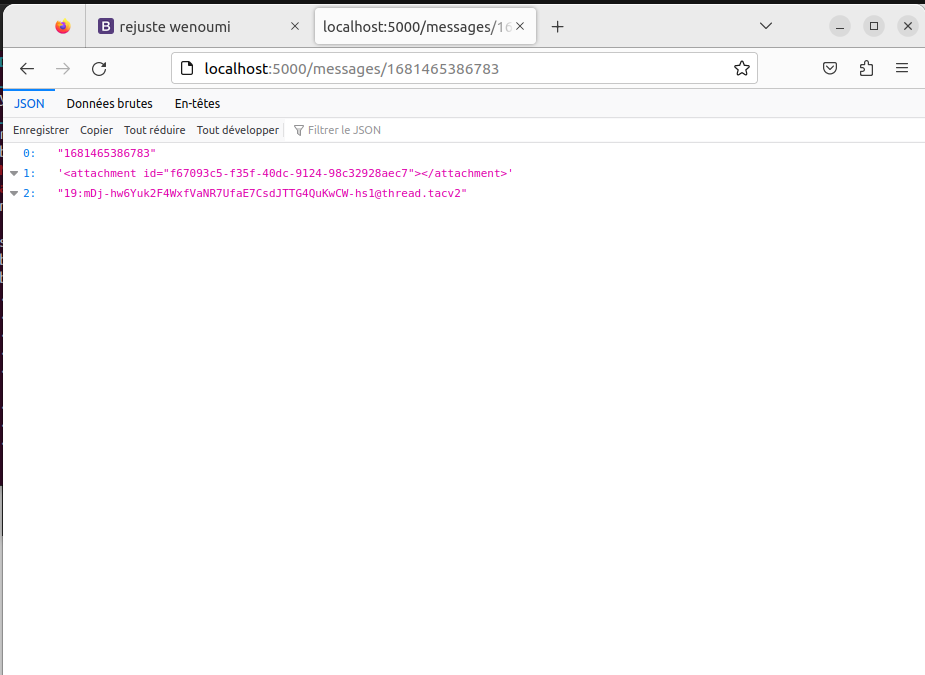 B rejuste wenoumi
localhost:5000/messages/16
localhost:5000/messages/1681465386783
JSON Données brutes En-têtes
Enregistrer Copier Tout réduire Tout développer Filtrer le JSON
0: "1681465386783"
1: '<attachment id="f67093c5-f35f-40dc-9124-98c32928aec7"></attachment>'
2: "19:mDj-hw6Yuk2F4WxfVaNR7UfaE7CsdJTTG4QuKwCW-hs1@thread.tacv2"